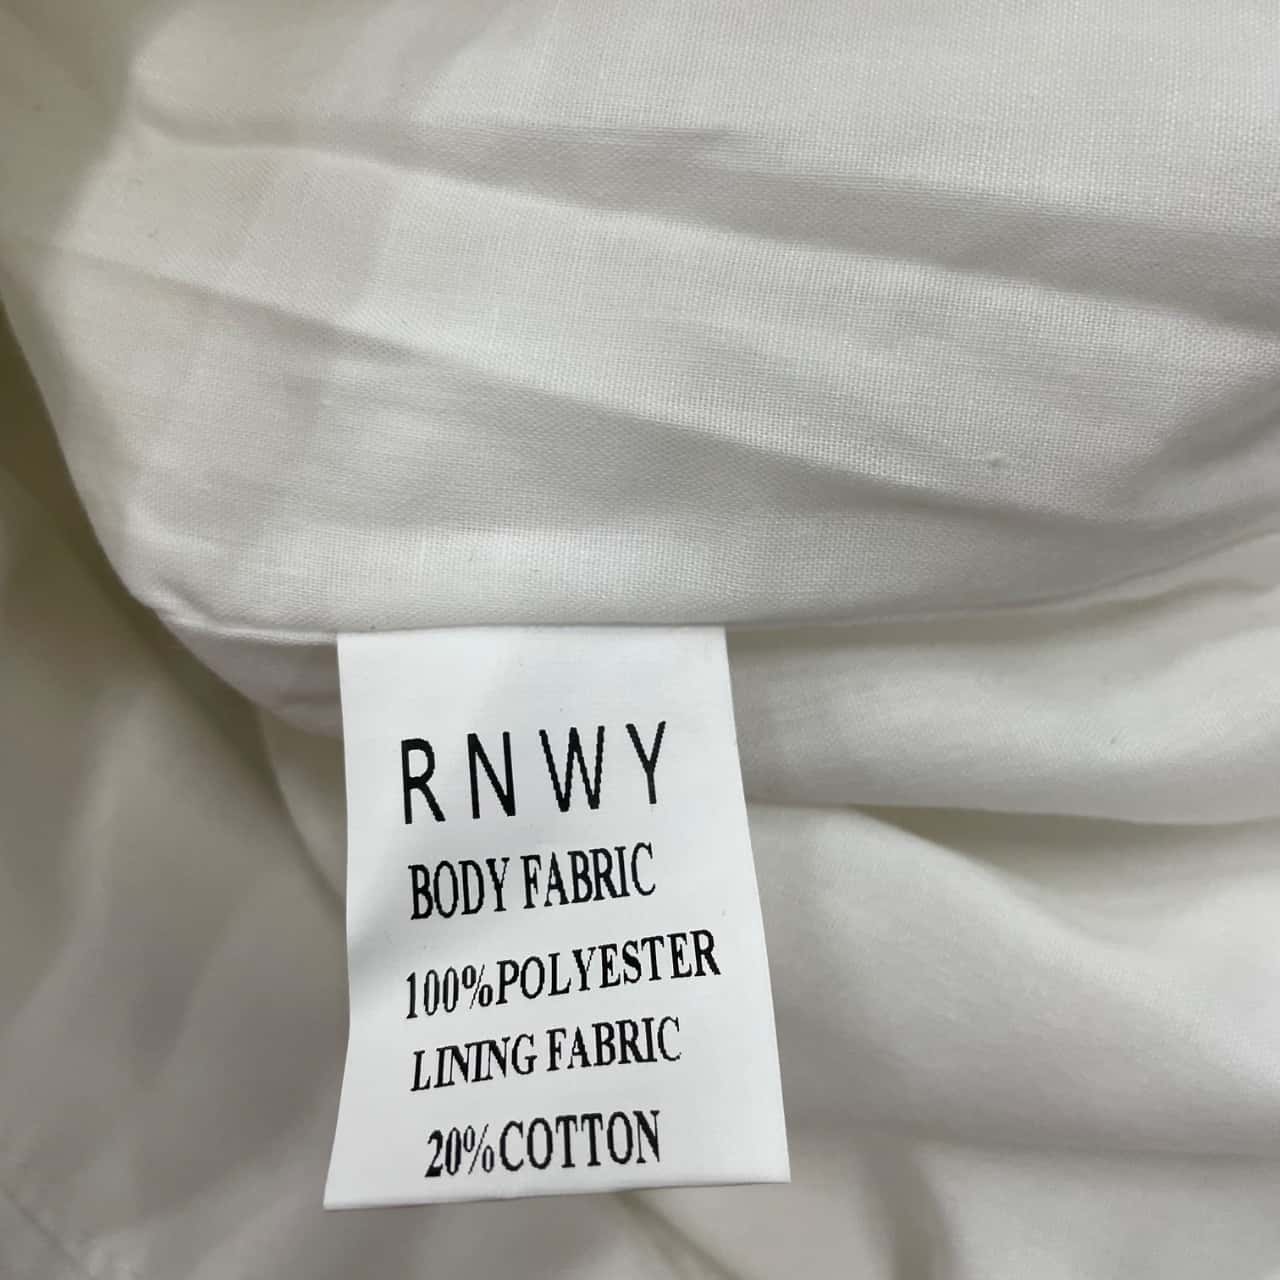 RNWY
BODY FABRIC
100%POLYESTER
LINING FABRIC
20%COTTON